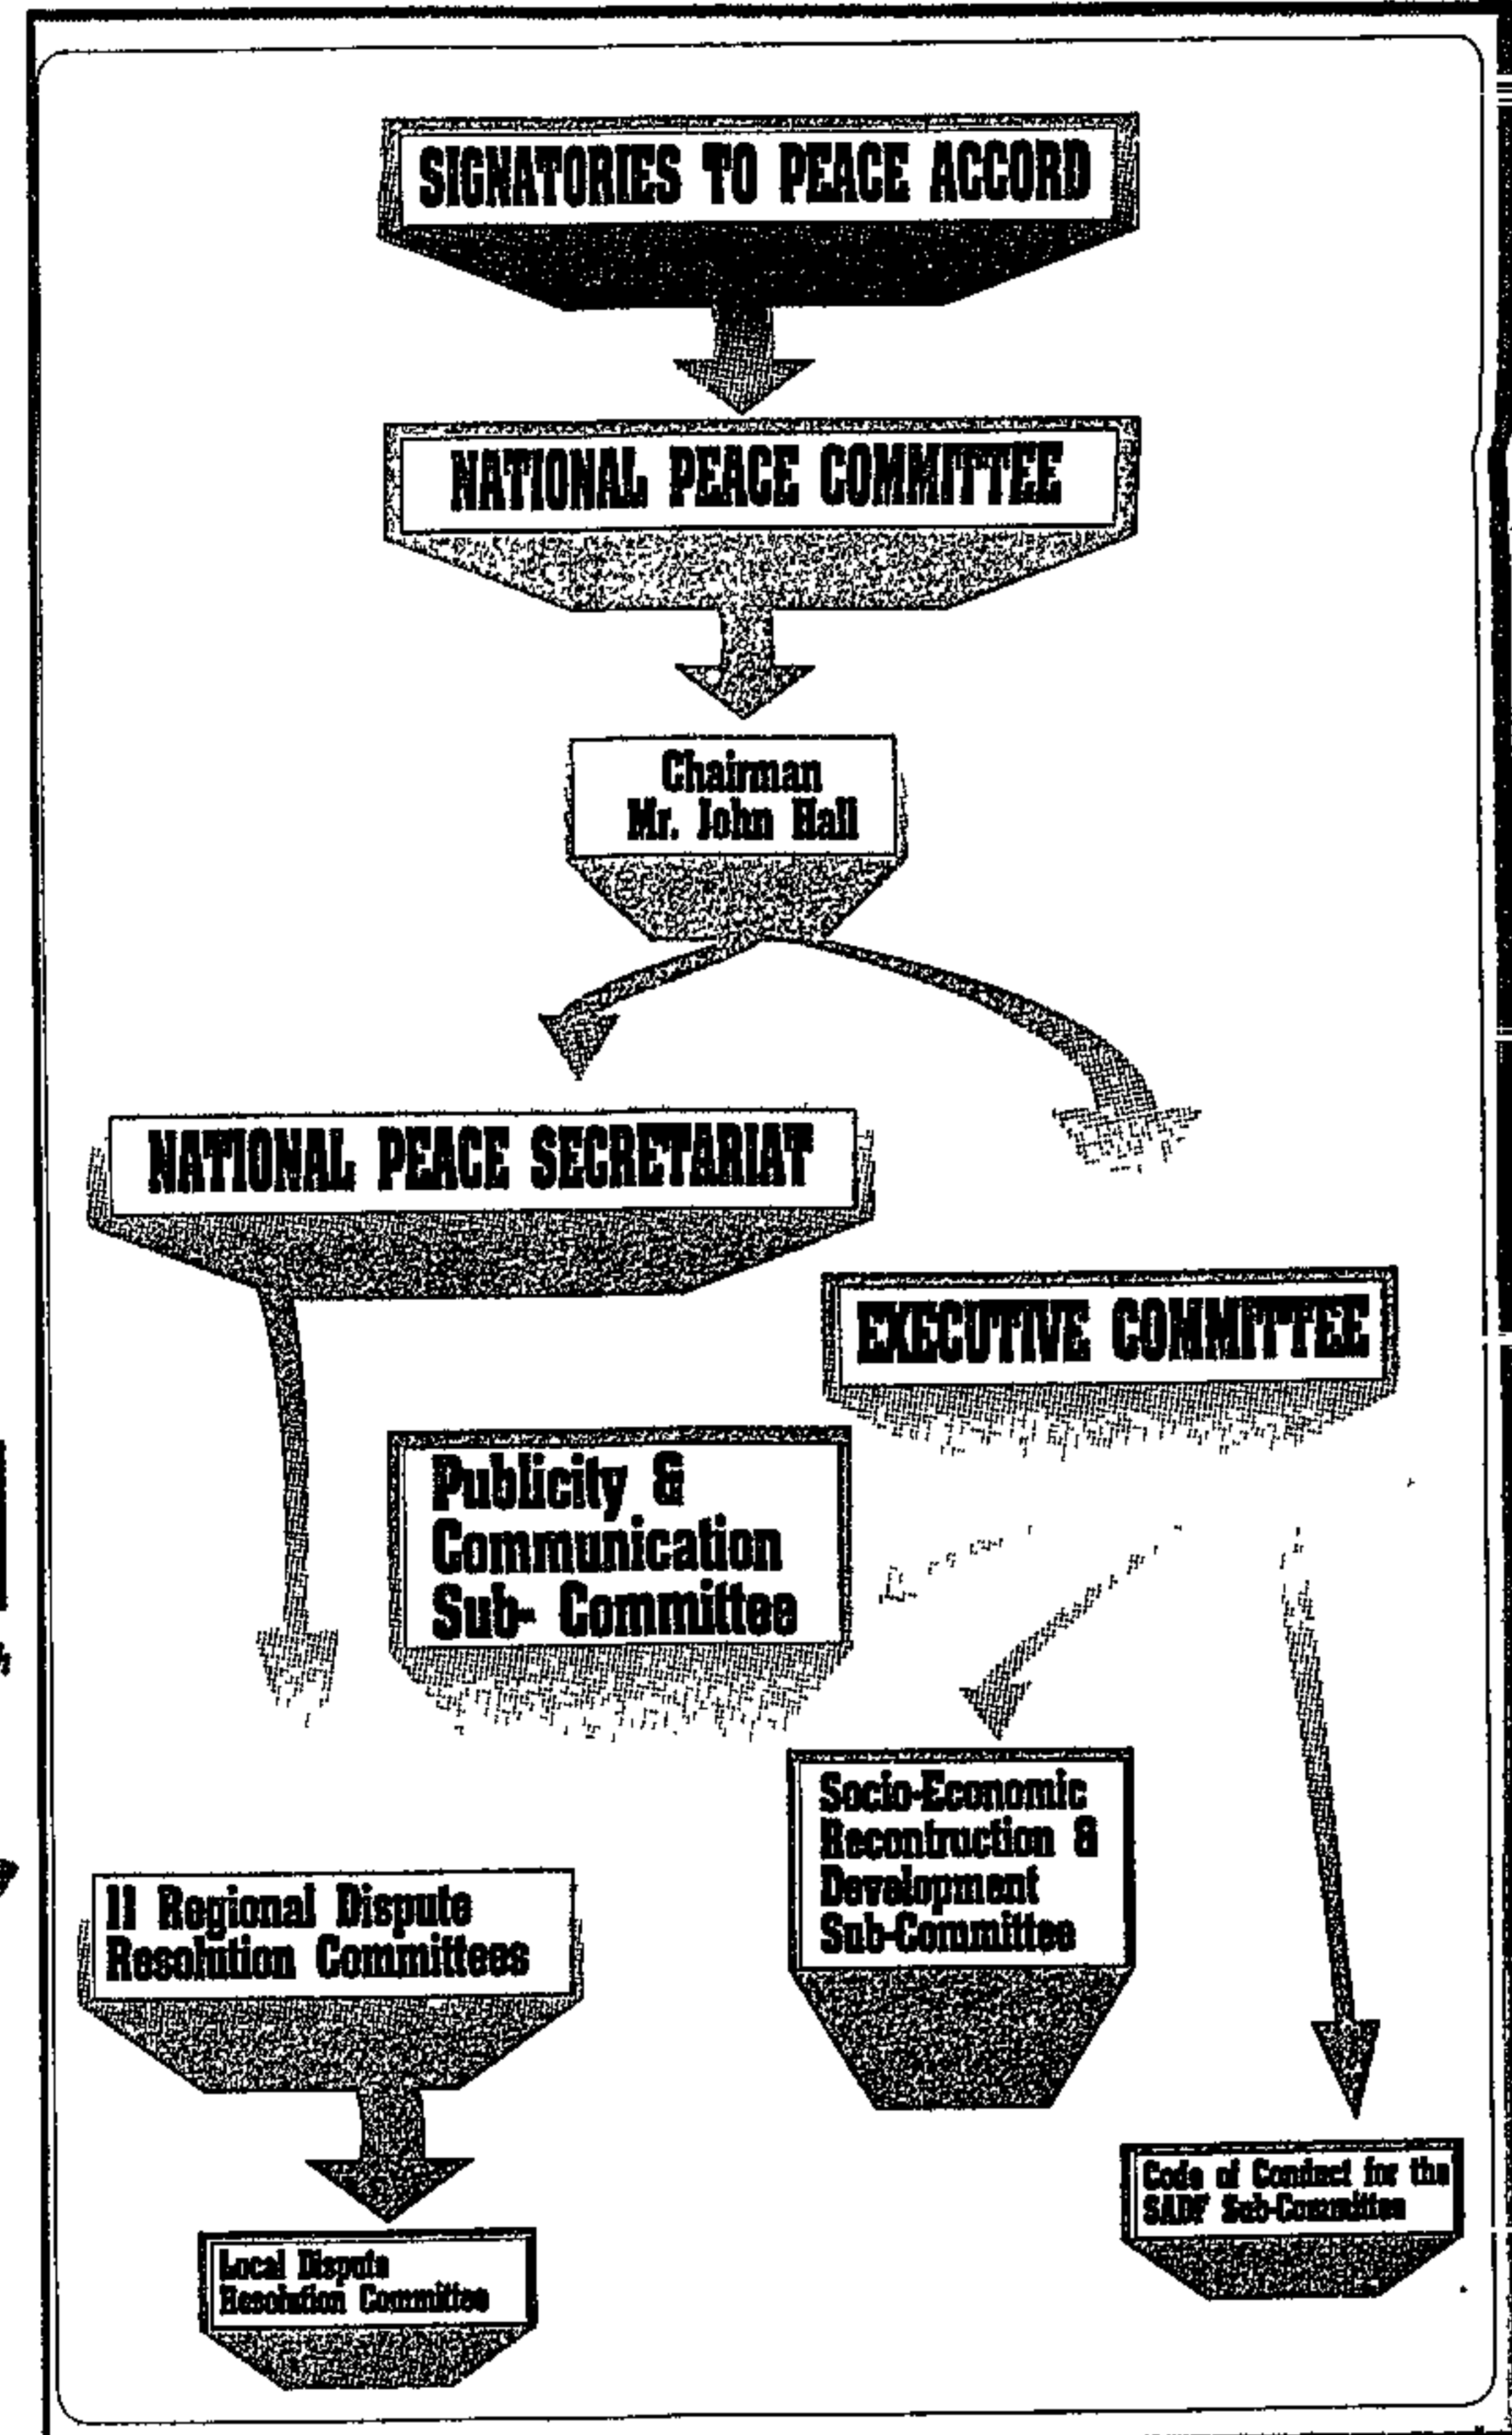 SIGNATORIES TO PEACE ACCORD
NATIONAL PEACE COMMITTEE
Chairman
Mr. John Hall
NATIONAL PEACE SECRETARIAT
EXECUTIVE COMMITTEE
Publicity &
Communication
Sub- Committee
Socio-Economic
Recontruction &
Development
Sub-Committee
11 Regional Dispute
Resolution Committees
Code of Conduct for the
SADF Sub-Committee
Local Dispute
Resolution Committee